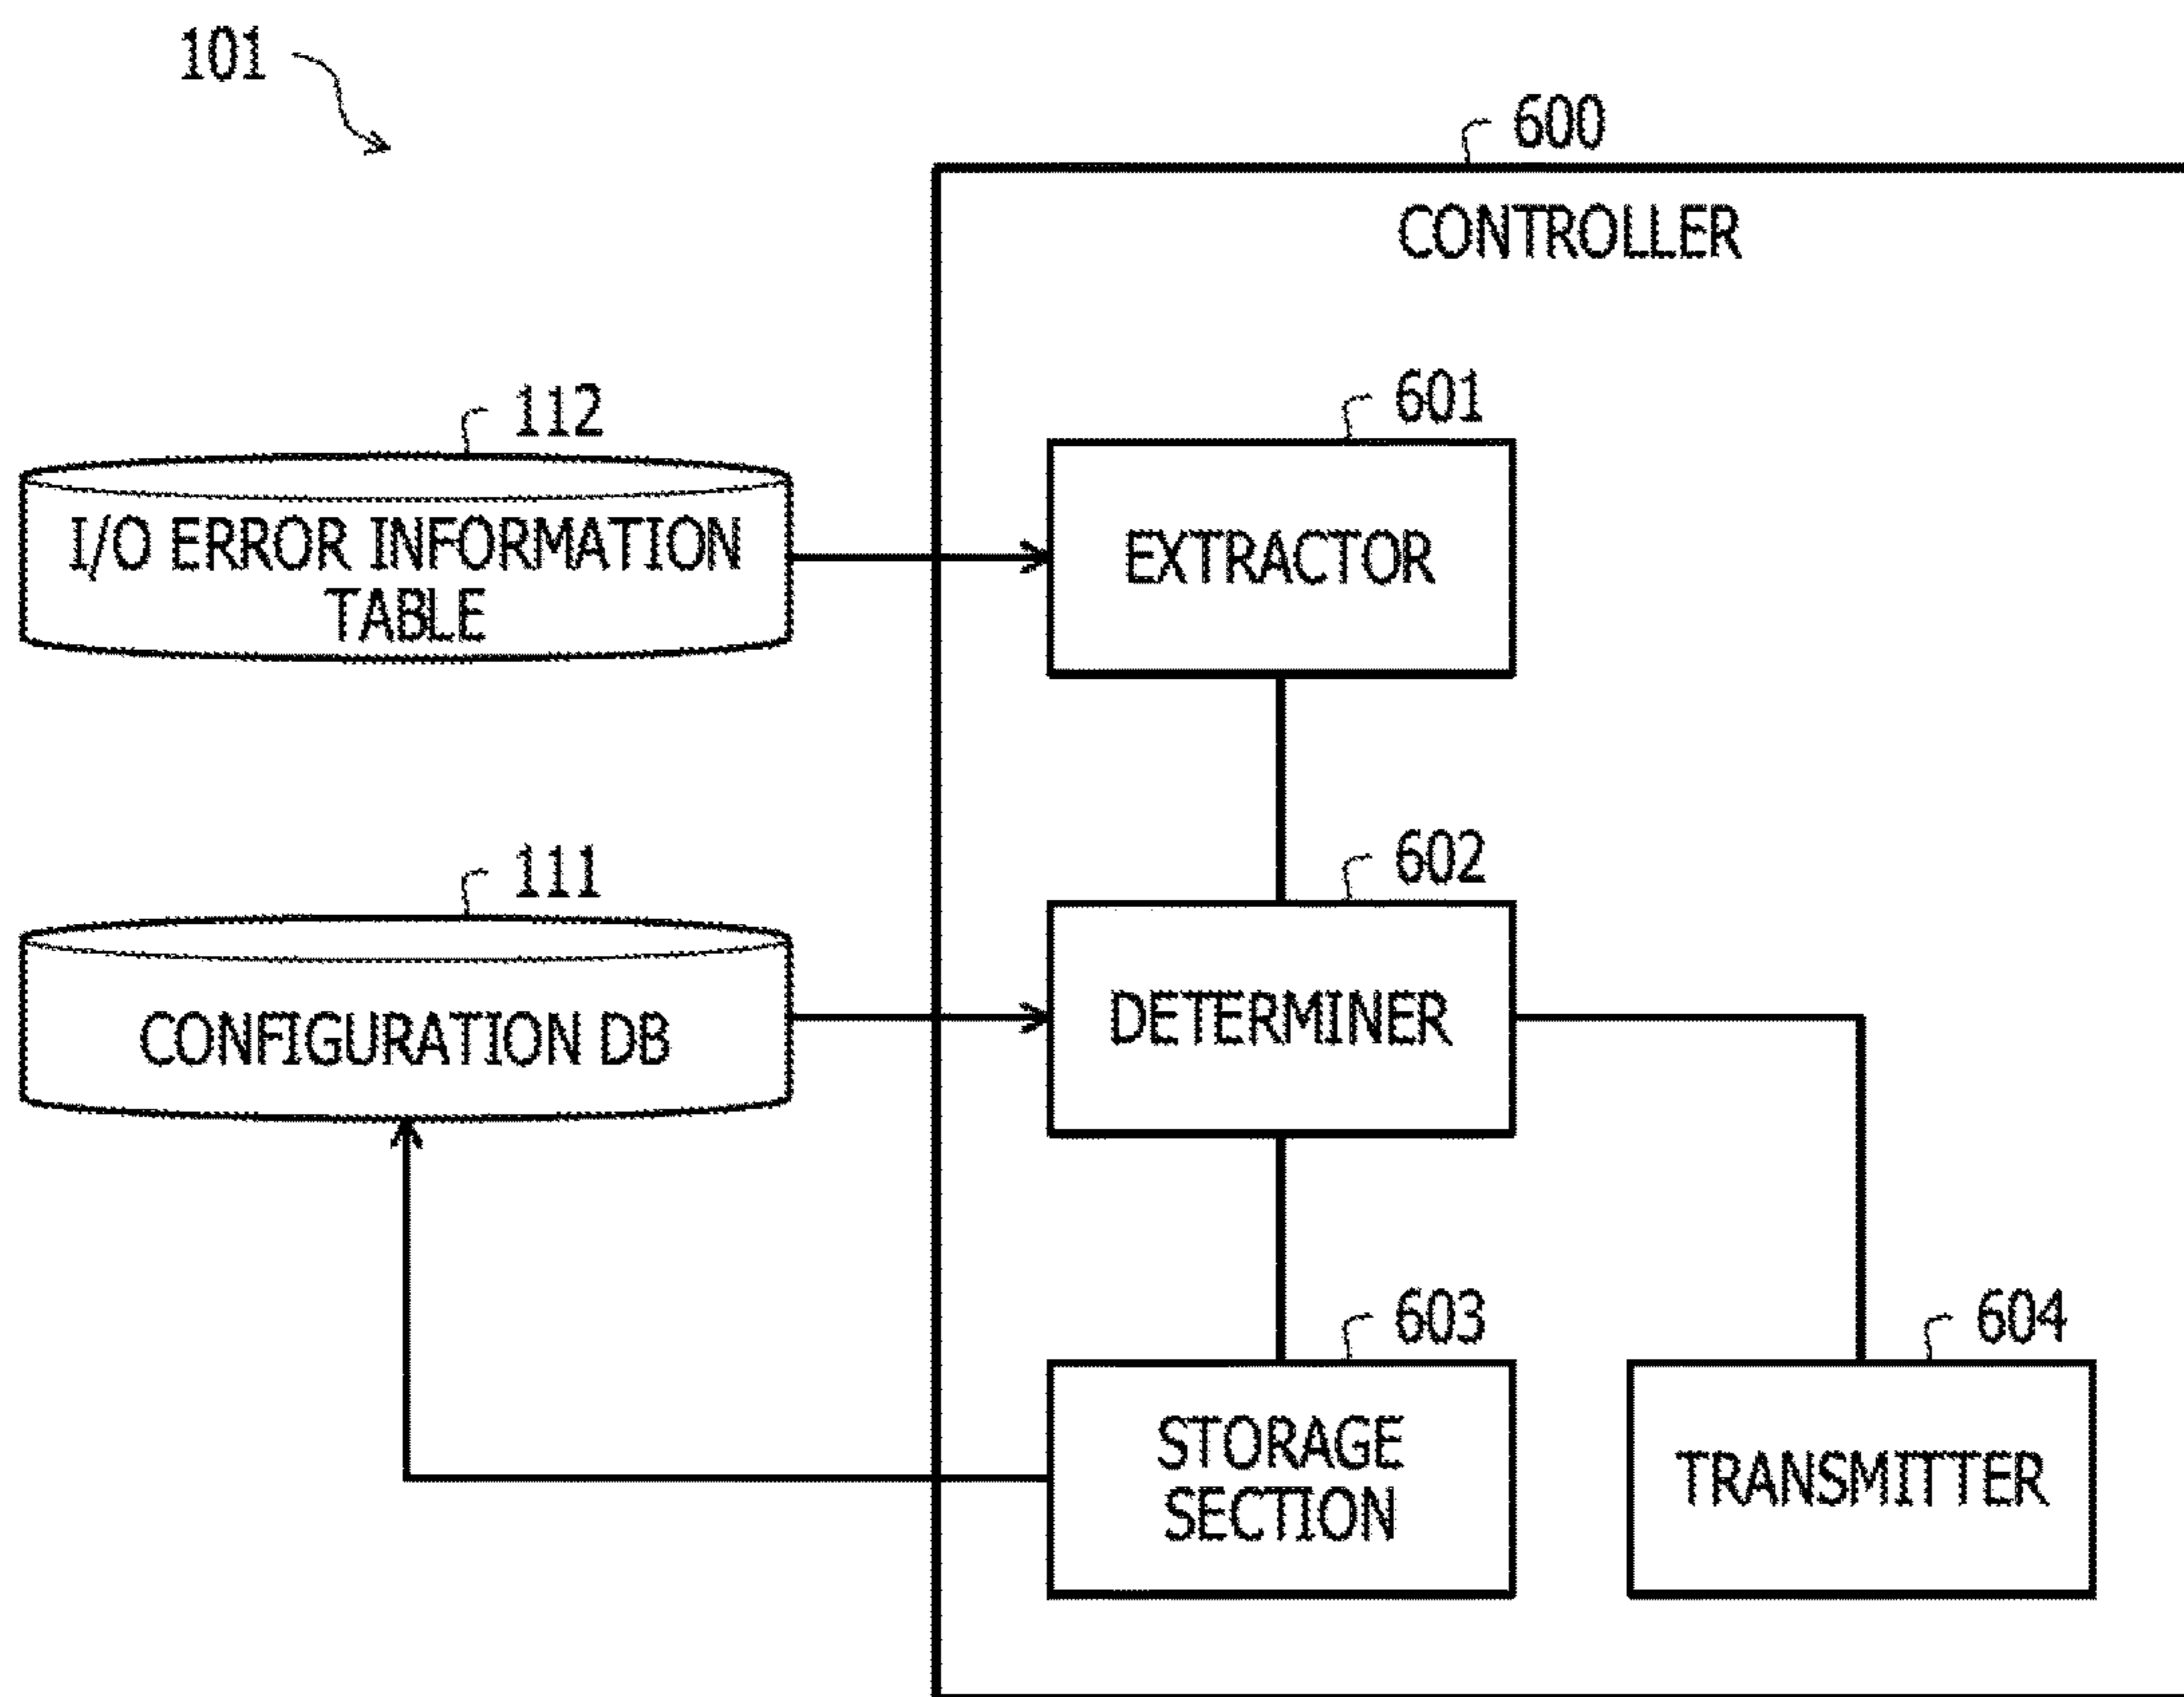 101
600
CONTROLLER
112
601
I/O ERROR INFORMATION
TABLE
EXTRACTOR
111
602
CONFIGURATION DB
DETERMINER
603
604
STORAGE
SECTION
TRANSMITTER